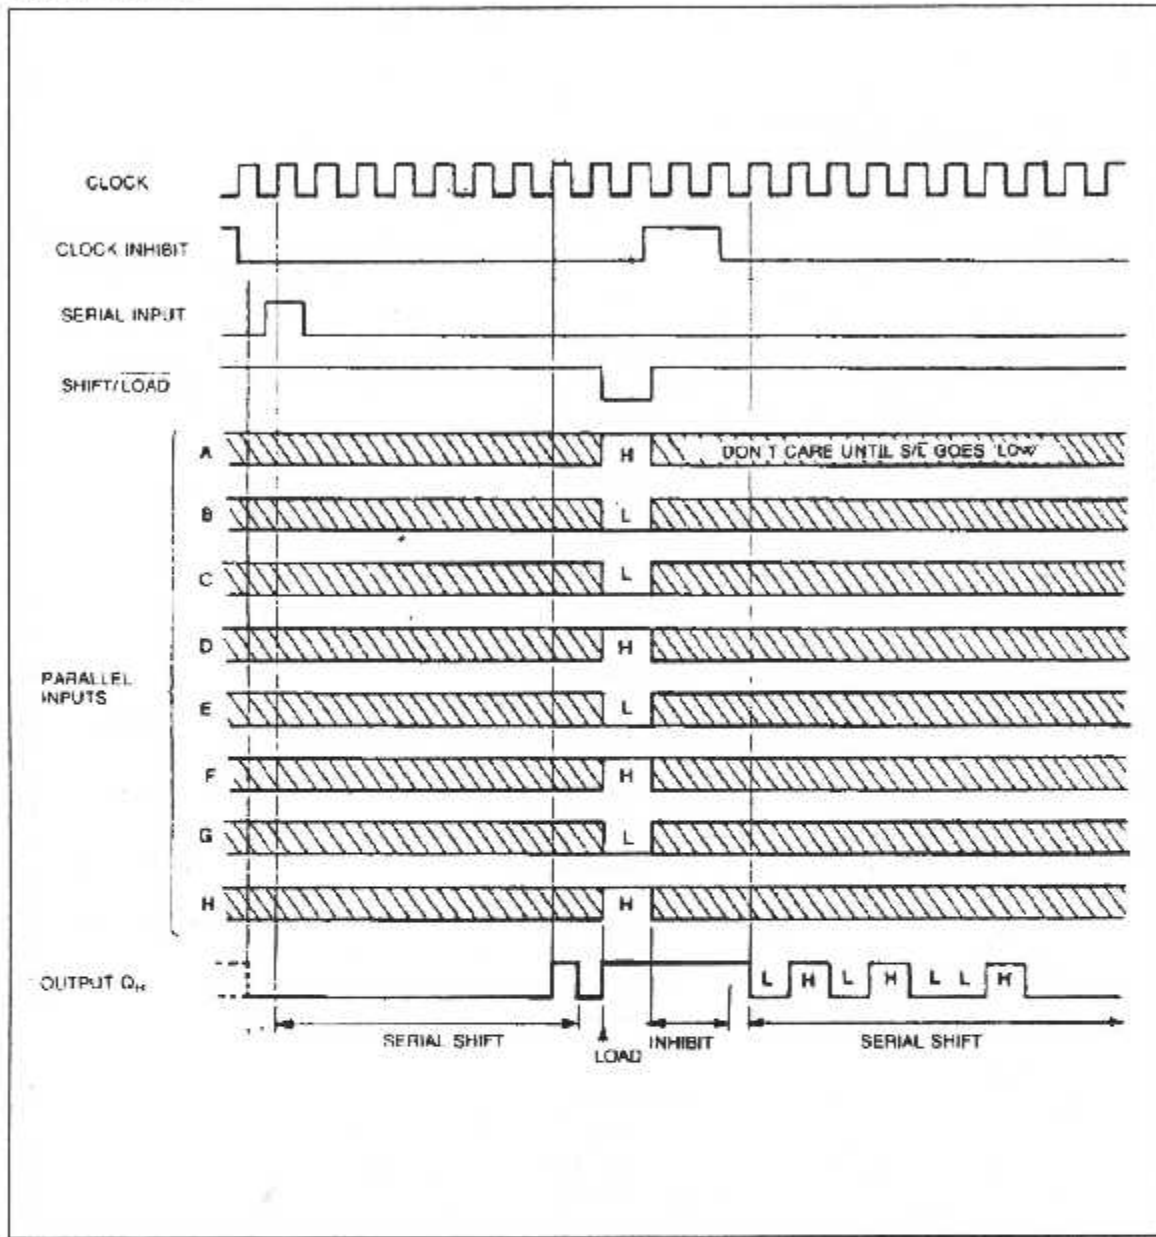 CLOCK
CLOCK INHIBIT
SERIAL INPUT
SHIFT/LOAD
A H DON'T CARE UNTIL S/L GOES LOW
B L
C L
D H
PARALLEL
INPUTS
E L
F H
G L
H H
OUTPUT QH L H L H L L H
SERIAL SHIFT INHIBIT SERIAL SHIFT
LOAD